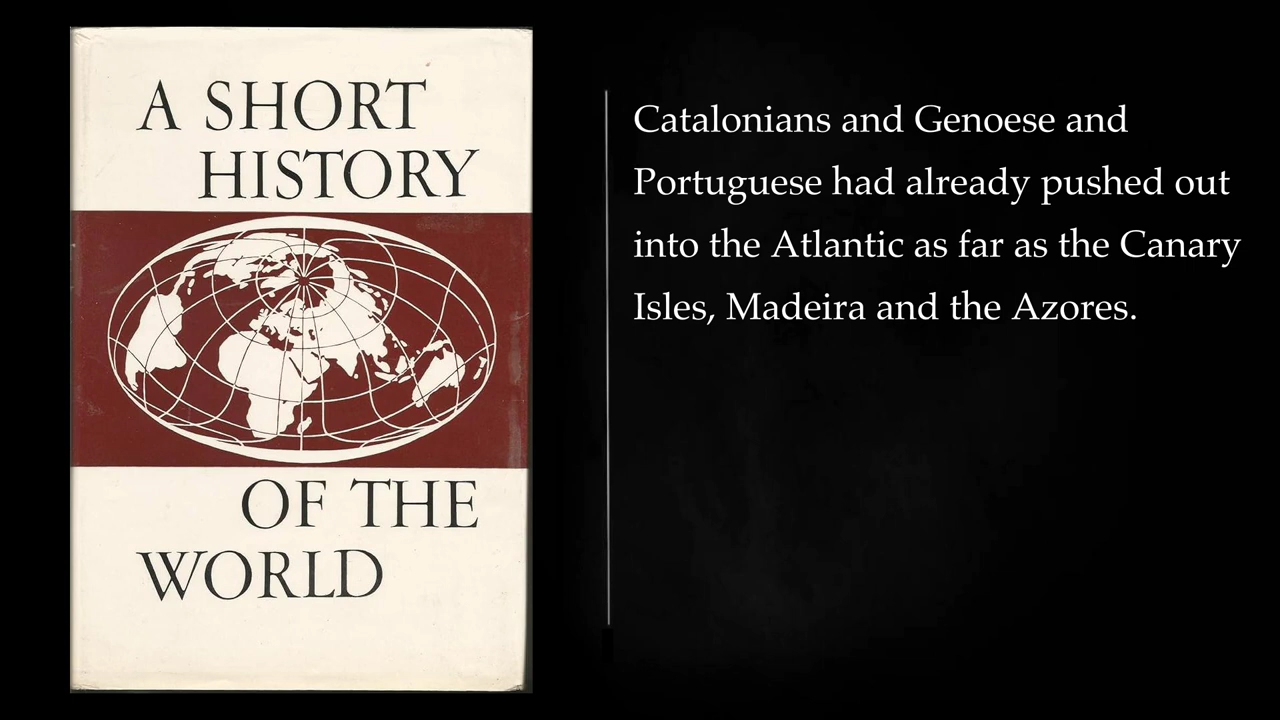 A SHORT
HISTORY
OF THE
WORLD
Catalonians and Genoese and
Portuguese had already pushed out
into the Atlantic as far as the Canary
Isles, Madeira and the Azores.